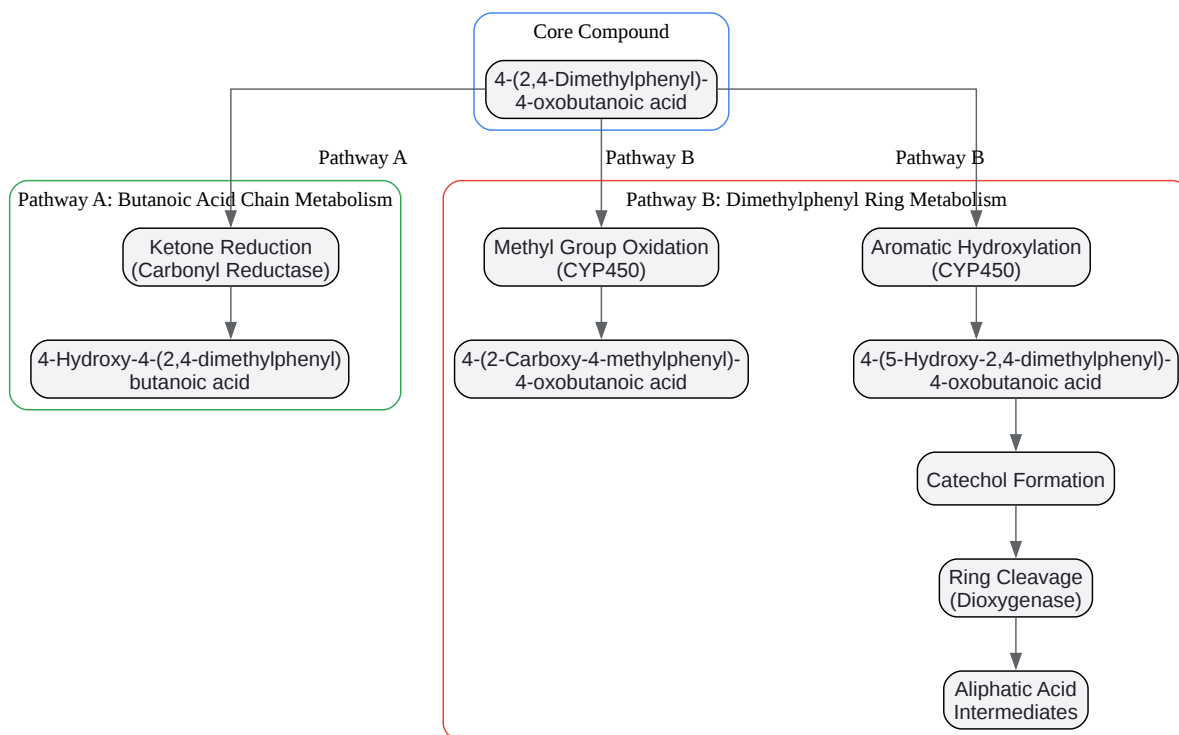 Core Compound
4-(2,4-Dimethylphenyl)-
4-oxobutanoic acid
Pathway A
Pathway B
Pathway B
Pathway A: Butanoic Acid Chain Metabolism
Pathway B: Dimethylphenyl Ring Metabolism
Ketone Reduction
(Carbonyl Reductase)
Methyl Group Oxidation
(CYP450)
Aromatic Hydroxylation
(CYP450)
4-Hydroxy-4-(2,4-dimethylphenyl)
butanoic acid
4-(2-Carboxy-4-methylphenyl)-
4-oxobutanoic acid
4-(5-Hydroxy-2,4-dimethylphenyl)-
4-oxobutanoic acid
Catechol Formation
Ring Cleavage
(Dioxygenase)
Aliphatic Acid
Intermediates